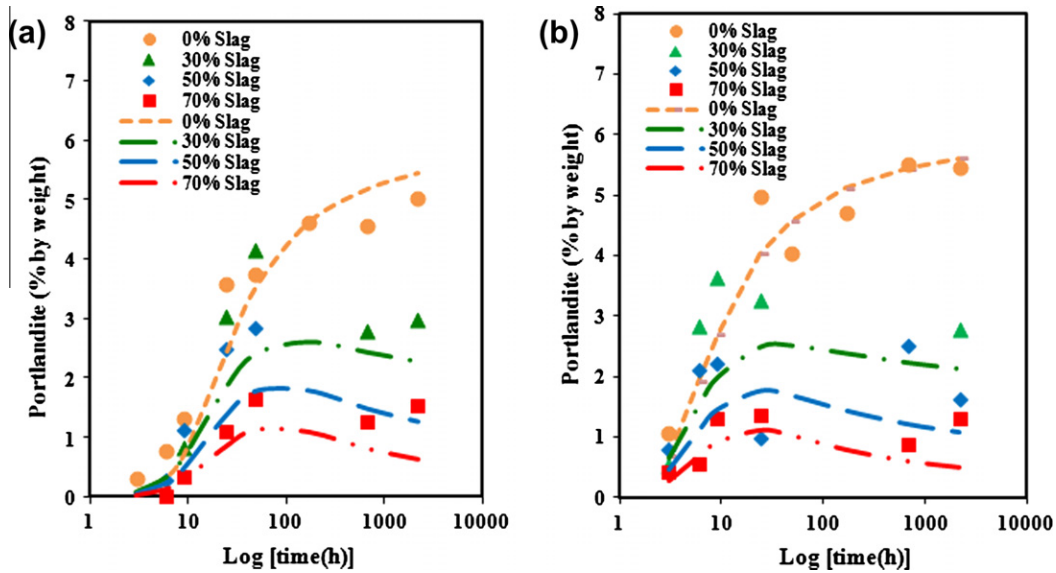 (a)
8
7
6
5
4
3
2
1
0
Portlandite (% by weight)
0% Slag
30% Slag
50% Slag
70% Slag
0% Slag
30% Slag
50% Slag
70% Slag
1
10
100
1000
10000
Log [time(h)]
(b)
8
7
6
5
4
3
2
1
0
Portlandite (% by weight)
0% Slag
30% Slag
50% Slag
70% Slag
0% Slag
30% Slag
50% Slag
70% Slag
1
10
100
1000
10000
Log [time(h)]